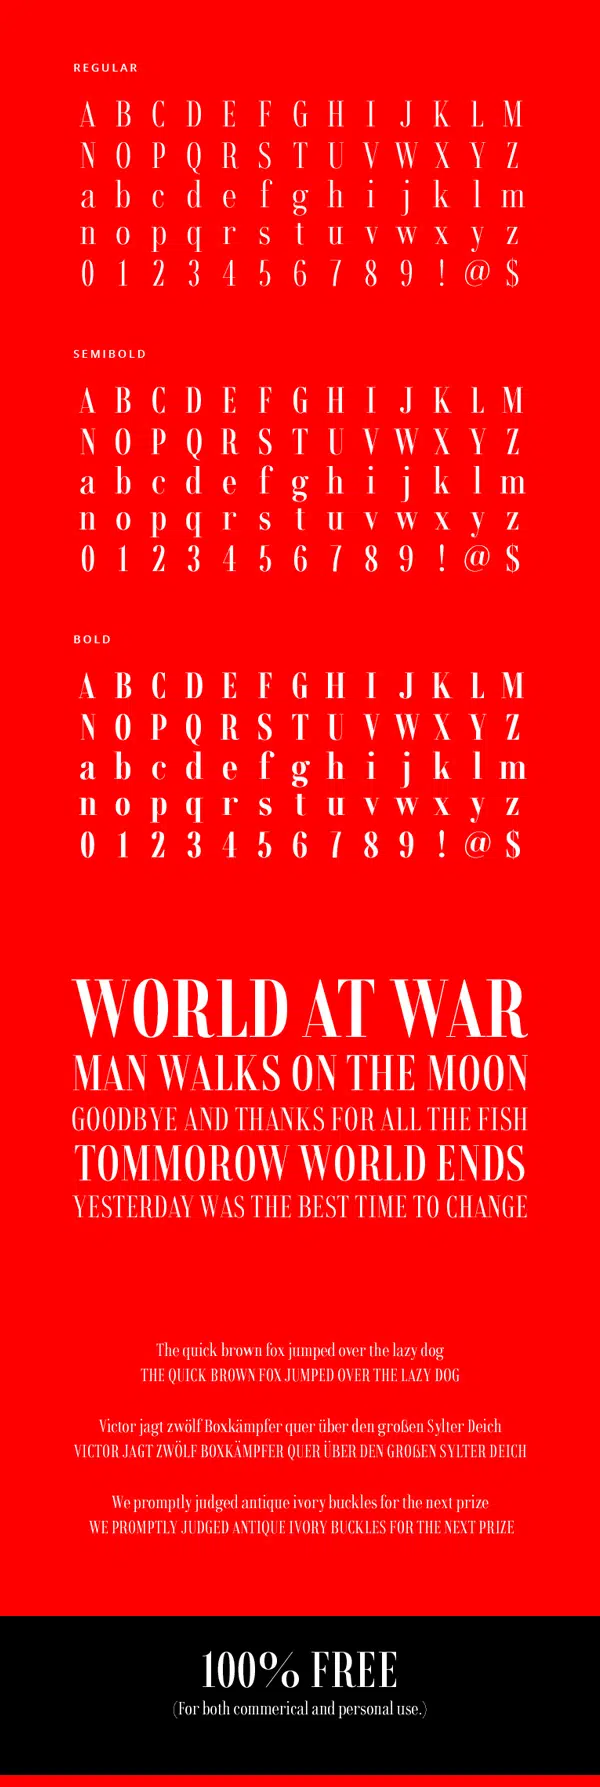 REGULAR
A B C D E F G H I J K L M
N O P Q R S T U V W X Y Z
a b c d e f g h i j k l m
n o p q r s t u v w x y z
0 1 2 3 4 5 6 7 8 9 ! @ $
SEMIBOLD
A B C D E F G H I J K L M
N O P Q R S T U V W X Y Z
a b c d e f g h i j k l m
n o p q r s t u v w x y z
0 1 2 3 4 5 6 7 8 9 ! @ $
BOLD
A B C D E F G H I J K L M
N O P Q R S T U V W X Y Z
a b c d e f g h i j k l m
n o p q r s t u v w x y z
0 1 2 3 4 5 6 7 8 9 ! @ $
WORLD AT WAR
MAN WALKS ON THE MOON
GOODBYE AND THANKS FOR ALL THE FISH
TOMMOROW WORLD ENDS
YESTERDAY WAS THE BEST TIME TO CHANGE
The quick brown fox jumped over the lazy dog
THE QUICK BROWN FOX JUMPED OVER THE LAZY DOG
Victor jagt zwölf Boxkämpfer quer über den großen Sylter Deich
VICTOR JAGT ZWÖLF BOXKÄMPFER QUER ÜBER DEN GROßEN SYLTER DEICH
We promptly judged antique ivory buckles for the next prize
WE PROMPTLY JUDGED ANTIQUE IVORY BUCKLES FOR THE NEXT PRIZE
100% FREE
(For both commerical and personal use.)